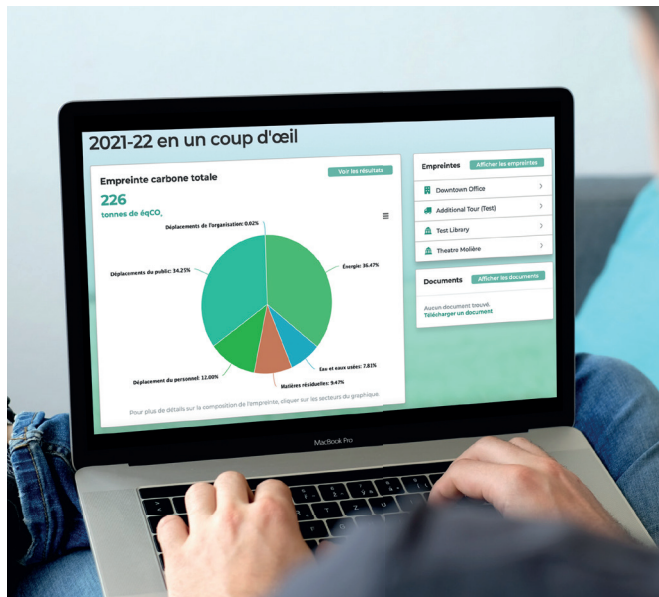 2021-22 en un coup d'œil
Empreinte carbone totale
Voir les résultats
226
tonnes de éqCO₂
Déplacements de l'organisation: 0.02%
Déplacements du public: 34.25%
Énergie: 36.47%
Déplacement du personnel: 12.00%
Eau et eaux usées: 7.81%
Matières résiduelles: 9.47%
Pour plus de détails sur la composition de l'empreinte, cliquer sur les secteurs du graphique.
Empreintes
Afficher les empreintes
Downtown Office
Additional Tour (Test)
Test Library
Theatre Molière
Documents
Afficher les documents
Aucun document trouvé.
Télécharger un document
MacBook Pro